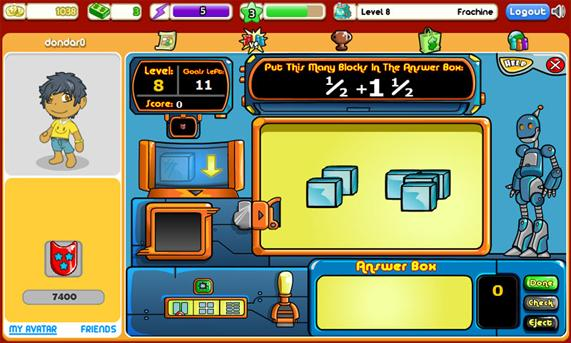 1038
3
5
3
Level 8
Frachine
Logout
dondar0
Level:
8
Goals Left:
11
Score: 0
Put This Many Blocks In The Answer Box:
½ + 1 ½
HELP
7400
MY AVATAR
FRIENDS
Answer Box
0
Done
Check
Eject